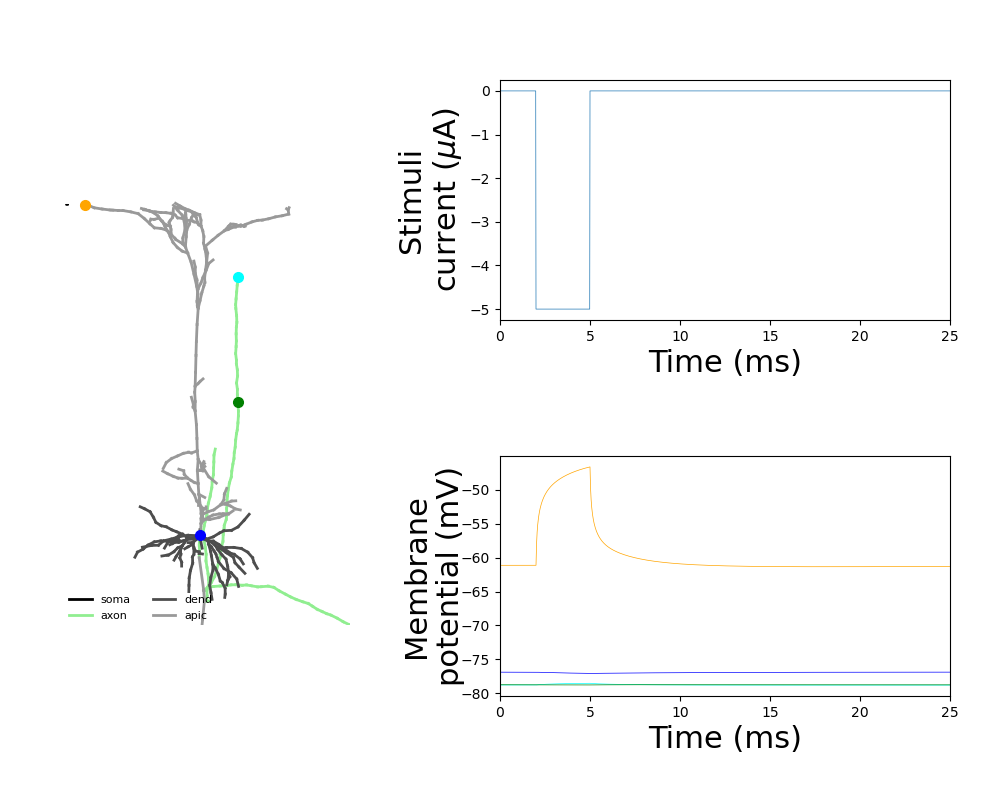 soma
dend
axon
apic
Stimuli
current (μA)
0
−1
−2
−3
−4
−5
0 5 10 15 20 25
Time (ms)
Membrane
potential (mV)
−50
−55
−60
−65
−70
−75
−80
0 5 10 15 20 25
Time (ms)